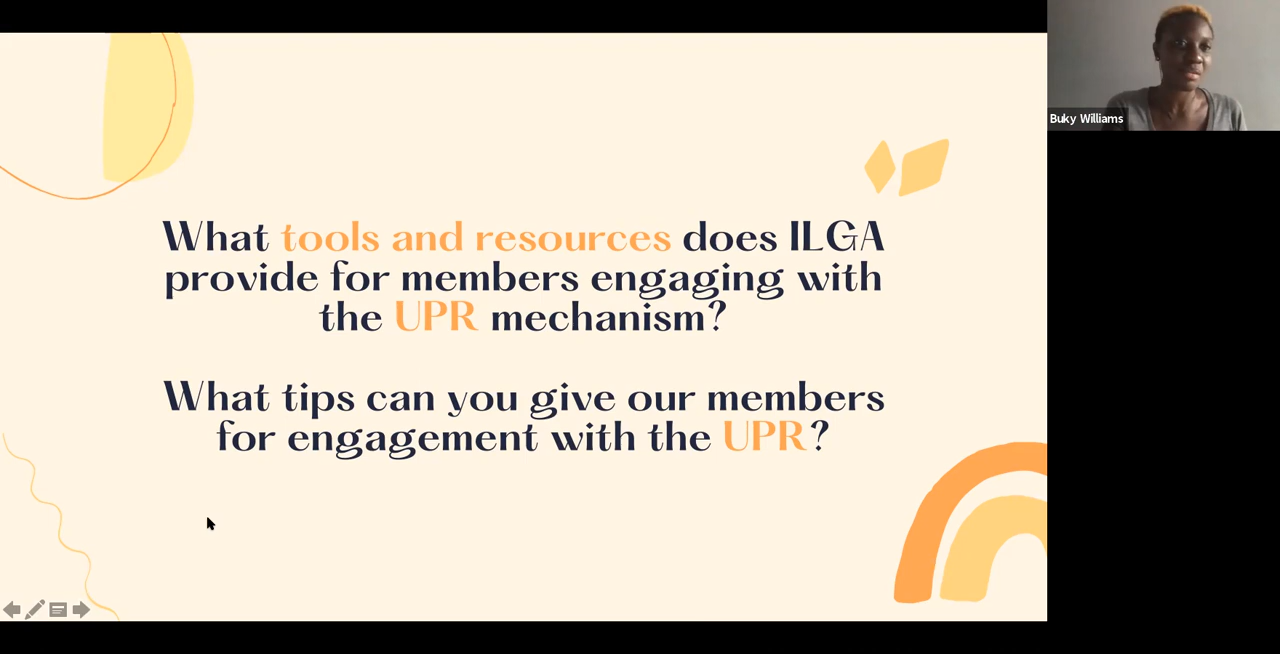 What tools and resources does ILGA
provide for members engaging with
the UPR mechanism?
What tips can you give our members
for engagement with the UPR?
Buky Williams